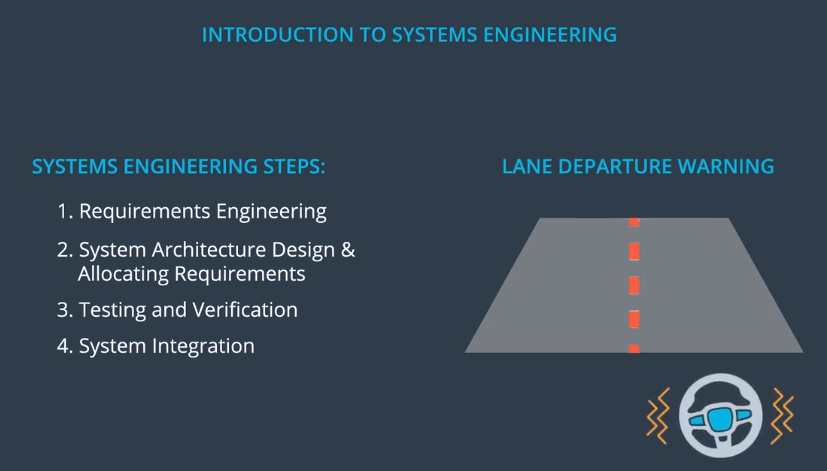 INTRODUCTION TO SYSTEMS ENGINEERING
SYSTEMS ENGINEERING STEPS:
1. Requirements Engineering
2. System Architecture Design &
Allocating Requirements
3. Testing and Verification
4. System Integration
LANE DEPARTURE WARNING